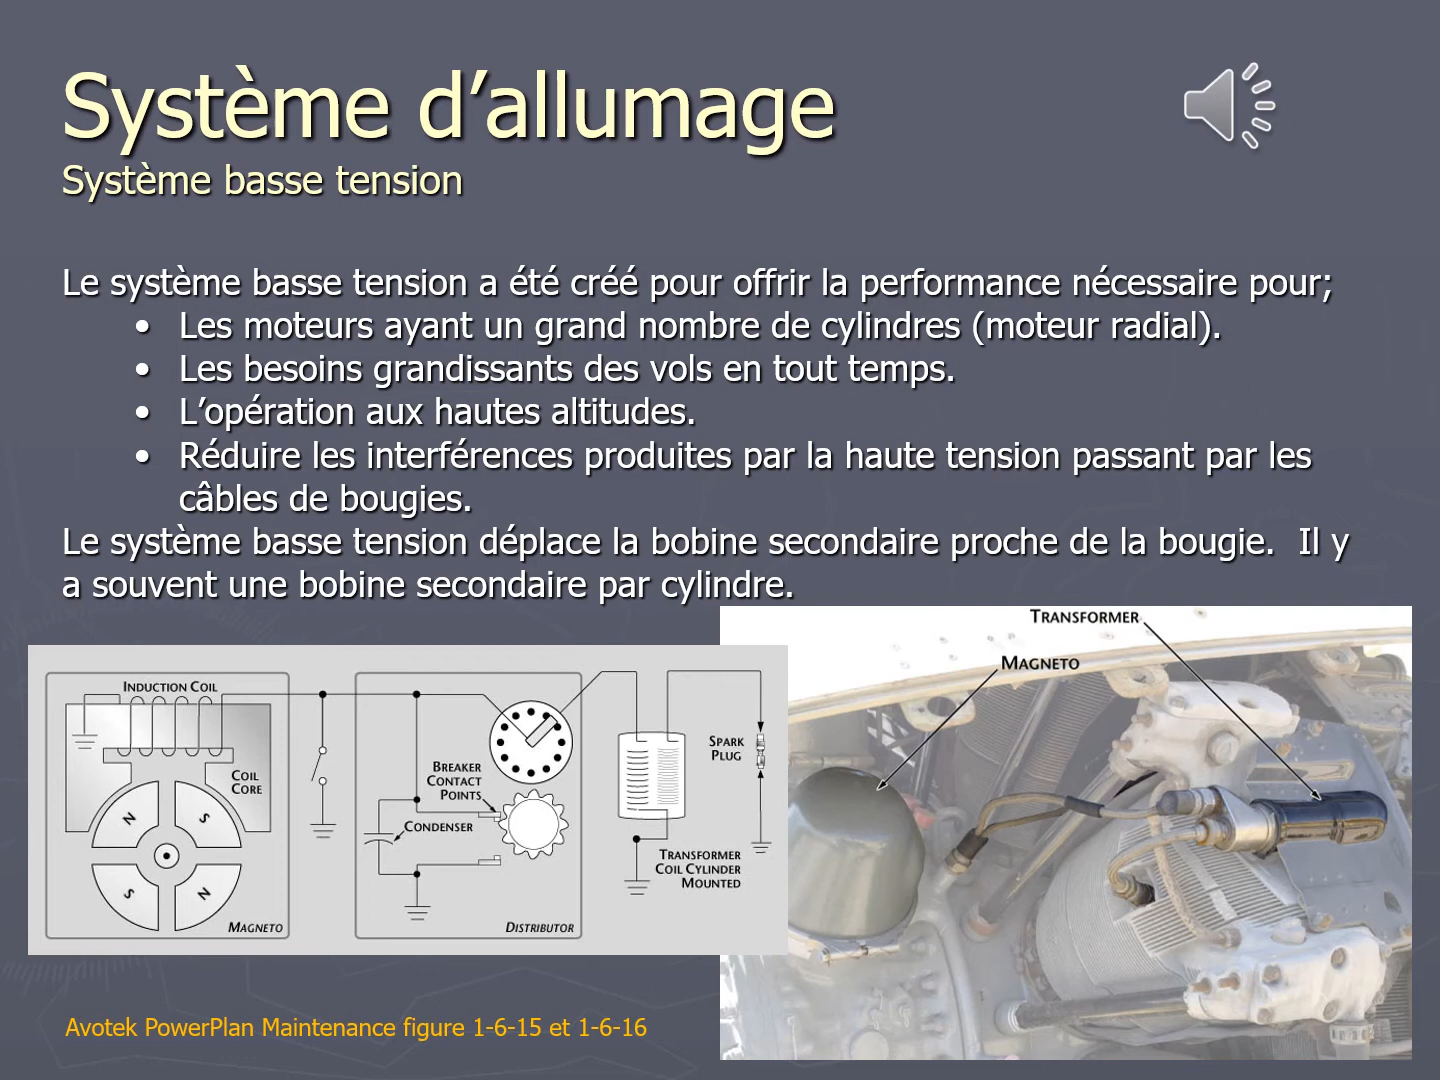 Système d’allumage
Système basse tension
Le système basse tension a été créé pour offrir la performance nécessaire pour;
• Les moteurs ayant un grand nombre de cylindres (moteur radial).
• Les besoins grandissants des vols en tout temps.
• L’opération aux hautes altitudes.
• Réduire les interférences produites par la haute tension passant par les
câbles de bougies.
Le système basse tension déplace la bobine secondaire proche de la bougie.  Il y
a souvent une bobine secondaire par cylindre.
INDUCTION COIL
COIL
CORE
N
S
S
N
MAGNETO
BREAKER
CONTACT
POINTS
CONDENSER
DISTRIBUTOR
SPARK
PLUG
TRANSFORMER
COIL CYLINDER
MOUNTED
TRANSFORMER
MAGNETO
Avotek PowerPlan Maintenance figure 1-6-15 et 1-6-16